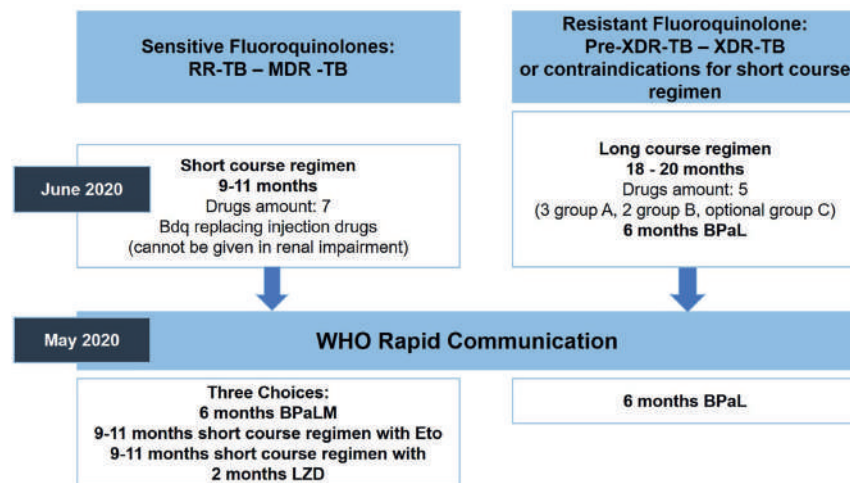 Sensitive Fluoroquinolones:
RR-TB – MDR -TB
Resistant Fluoroquinolone:
Pre-XDR-TB – XDR-TB
or contraindications for short course
regimen
June 2020
Short course regimen
9-11 months
Drugs amount: 7
Bdq replacing injection drugs
(cannot be given in renal impairment)
Long course regimen
18 - 20 months
Drugs amount: 5
(3 group A, 2 group B, optional group C)
6 months BPaL
May 2020
WHO Rapid Communication
Three Choices:
6 months BPaLM
9-11 months short course regimen with Eto
9-11 months short course regimen with
2 months LZD
6 months BPaL